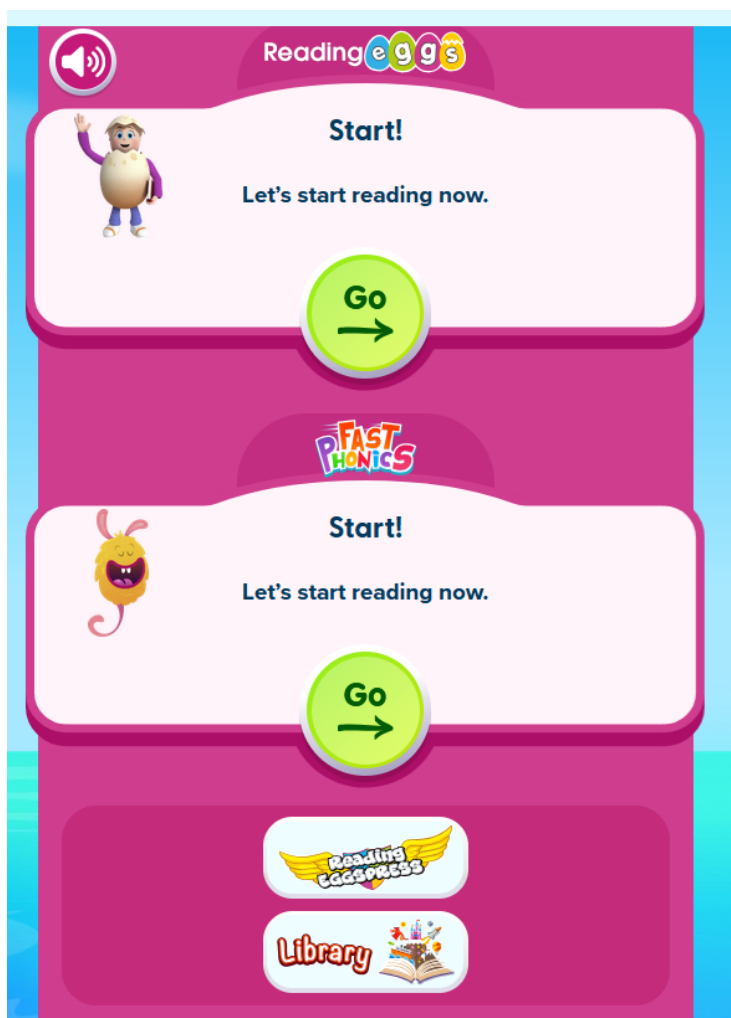 Reading eggs
Start!
Let's start reading now.
Go
FAST
PHONICS
Start!
Let's start reading now.
Go
Reading
EGGSPRESS
Library